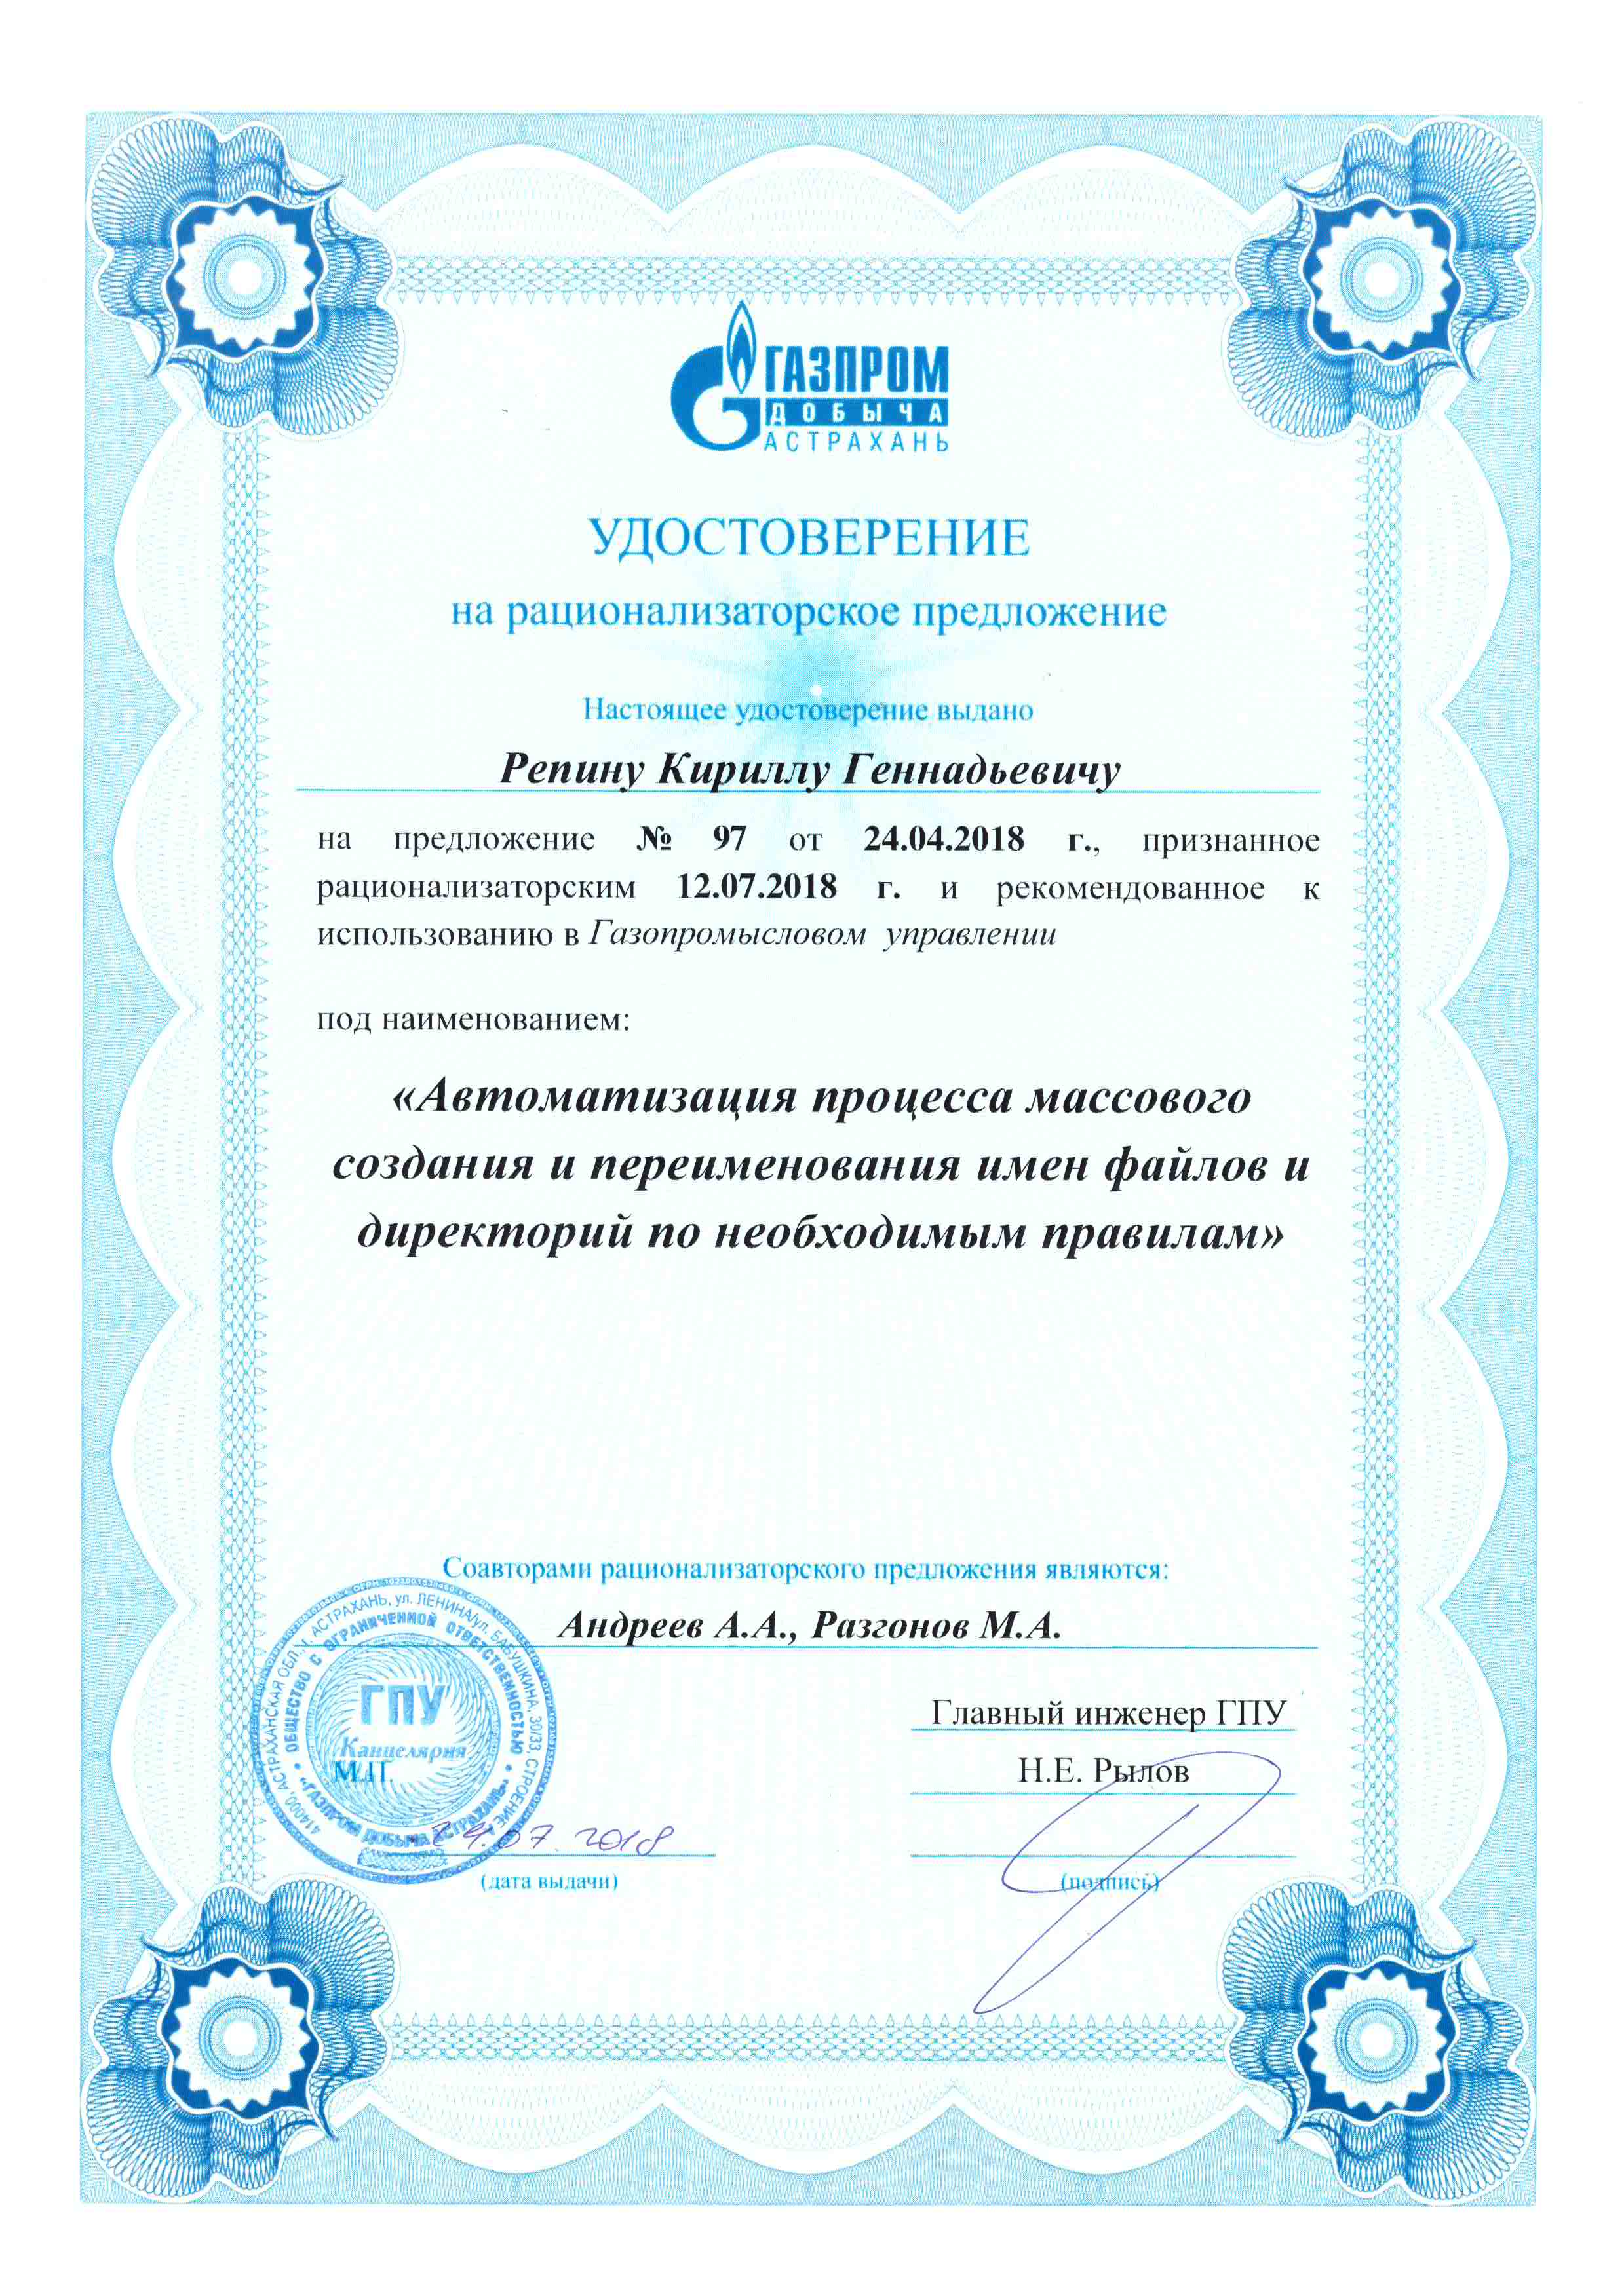 ГАЗПРОМ
ДОБЫЧА
АСТРАХАНЬ
УДОСТОВЕРЕНИЕ
на рационализаторское предложение
Настоящее удостоверение выдано
Репину Кириллу Геннадьевичу
на предложение № 97 от 24.04.2018 г., признанное
рационализаторским 12.07.2018 г. и рекомендованное к
использованию в Газопромысловом управлении
под наименованием:
«Автоматизация процесса массового
создания и переименования имен файлов и
директорий по необходимым правилам»
Соавторами рационализаторского предложения являются:
Андреев А.А., Разгонов М.А.
414000, АСТРАХАНСКАЯ ОБЛ., г. АСТРАХАНЬ, ул. ЛЕНИНА/ул. БАБУШКИНА, 30/33, СТРОЕНИЕ
ОБЩЕСТВО С ОГРАНИЧЕННОЙ ОТВЕТСТВЕННОСТЬЮ
«ГАЗПРОМ ДОБЫЧА АСТРАХАНЬ»
ГПУ
Канцелярия
М.П.
Главный инженер ГПУ
Н.Е. Рылов
24.07.2018
(дата выдачи)
(подпись)